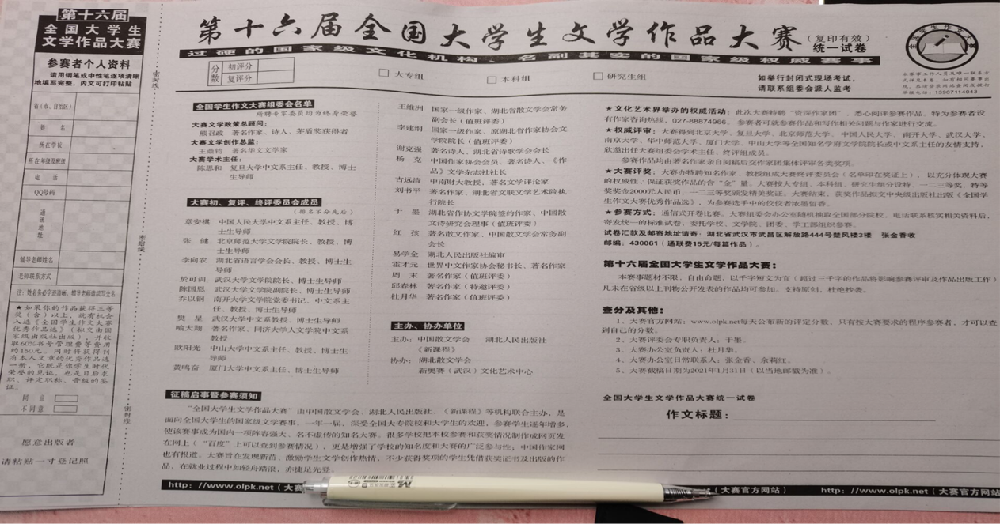 第十六届
全国大学生
文学作品大赛
参赛者个人资料
请用钢笔或中性笔逐项清晰
地填写完整，内文可打印粘贴
省（市、自治区）
姓 名
所在学校
所在年级及班级
电 话
QQ号码
通讯地址
辅导老师姓名
老师联系方式
注：姓名务必字迹清晰，辅导老师请填写全名
★如果你的作品获得三等
奖（含）以上，就有机会
入选《全国学生作文大赛
优秀作品选》（拟交由国
家级出版社出版），并收
取60%书号管理费等费用
约150元。同时将获得刊
有本人文章的优秀作品选
一册，它既是你学生时代
荣誉的见证，也是日后求
职、评定职称、晋级的鉴
证。
同 意
不同意
愿意出版者
请粘贴一寸登记照
密封线
密封线
密封线
第十六届全国大学生文学作品大赛
（复印有效）
统一试卷
过硬的国家级文化机构、名副其实的国家级权威赛事
分数
初评分
复评分
大专组
本科组
研究生组
如举行封闭式现场考试，
请联系组委会派人监考
全国学生作文大赛
举报电话：13907114043
全国学生作文大赛组委会名单
所聘专家委员均为终身荣誉
大赛文学政策总顾问：
熊召政 著名作家、诗人、茅盾奖获得者
大赛文学创作总监：
王鼎钧 著名华文文学家
大赛学术主任：
陈思和 复旦大学中文系主任、教授、博士
生导师
大赛初、复评、终评委员会成员
（排名不分先后）
章安祺 中国人民大学中文系主任、教授、博
士生导师
张 健 北京师范大学文学院院长、教授、博
士生导师
李向农 湖北省语言学会会长、教授、博士生
导师
於可训 武汉大学文学院院长、博士生导师
陈国恩 武汉大学文学院副院长、博士生导师
乔以钢 南开大学文学院党委书记，中文系主
任、教授、博士生导师
樊 星 武汉大学中文系教授、博士生导师
喻大翔 著名作家、同济大学人文学院中文系
教授
欧阳光 中山大学中文系主任、教授、博士生
导师
黄鸣奋 厦门大学中文系主任、博士生导师
王维洲 国家一级作家、湖北省散文学会常务
副会长（值班评委）
李建纲 国家一级作家、原湖北省作家协会文
学院院长（值班评委）
谢克强 著名诗人、湖北省诗歌学会会长
杨 克 中国作家协会会员、著名诗人、《作
品》文学杂志社社长
古远清 中南财大教授，著名文学评论家
刘书平 著名作家、湖北省文联文学艺术院执
行院长
于 墨 湖北省作协文学院签约作家、中国散
文诗研究会理事（值班评委）
红 孩 著名散文作家、中国散文学会常务副
会长
易学金 湖北人民出版社编审
霍才元 世界中文作家协会秘书长、著名作家
周 末 著名作家（值班评委）
邱春林 著名作家（特邀评委）
杜月华 著名作家（值班评委）
主办、协办单位
主办：中国散文学会 湖北人民出版社
《新课程》
协办：湖北散文学会
新奥赛（武汉）文化艺术中心
征稿启事暨参赛须知
“全国大学生文学作品大赛”由中国散文学会、湖北人民出版社、《新课程》等机构联合主办，是
面向全国大学生的国家级文学赛事，一年一届，深受全国大专院校和大学生的欢迎，参赛学生逐年增多，
使该赛事成为国内一项阵容强大、名不虚传的知名大赛。很多学校把本校参赛和获奖情况制作成网页发
在网上（“百度”上可以查到参赛情况），更是增强了学校的知名度和大赛的广泛参与性；中国作家网
也有报道。大赛旨在发现新苗、激励学生文学创作热情，不少获得奖项的学生凭借获奖证书及出版的作
品，在就业过程中如轻舟踏浪，亦捷足先登。
★文化艺术界举办的权威活动：此次大赛特聘“资深作家团”，悉心阅评参赛作品，特为参赛者设
有作家咨询热线，027-88874966，参赛者可就参赛作品和写作相关问题与作家进行交流。
★权威评审：大赛得到北京大学、复旦大学、北京师范大学、中国人民大学、南开大学、武汉大学、
南京大学、华中师范大学、厦门大学、中山大学等全国知名学府文学院院长或中文系主任的友情支持，
欣邀出任大赛组委会学术主任、终评组成员。
参赛作品均由著名作家亲自阅稿后交作家团集体评审各类奖项。
★大赛评奖：大赛办特聘知名作家、教授组成大赛终评委员会（名单印在奖证上），以充分体现大赛
的权威性、保证获奖作品的含“金”量。大赛按大专组、本科组、研究生组分设特、一二三等奖，特等
奖奖金2000元人民币，一二三等奖颁发精美奖证。大赛结束，获奖作品拟交中央级出版社出版《全国学
生作文大赛优秀作品选》，为参赛选手中的佼佼者浓墨留香。
★参赛方式：通信式开卷比赛。大赛组委会办公室随机抽取全国部分院校，电话联系核实相关资料后，
寄发统一的标准试卷，委托学校、文学院、团委、学工部组织参赛。
试卷汇款及邮寄地址请寄：湖北省武汉市武昌区解放路444号楚风楼3楼 张金香收
邮编：430061（通联费15元/每篇作品）。
第十六届全国大学生文学作品大赛：
本赛事题材不限，自由命题，以千字短文为宜（超过三千字的作品将影响参赛评审及作品出版工作）
凡未在省级以上刊物公开发表的作品均可参加。支持原创，杜绝抄袭。
查分及其他：
1、大赛官方网站：www.olpk.net每天公布新的评定分数，只有按大赛要求的程序参赛者，才可以查
到自己的分数。
2、大赛评委会专职负责人：于墨。
3、大赛办公室负责人：杜月华。
4、大赛办公室日常联系人：张金香、余莉红。
5、大赛截稿日期为2021年1月31日（以当地邮戳为准）。
全国大学生文学作品大赛统一试卷
作文标题：
http: //www.olpk.net（大赛
（大赛官方网站） http: //www.olpk.net（大赛官方网站）